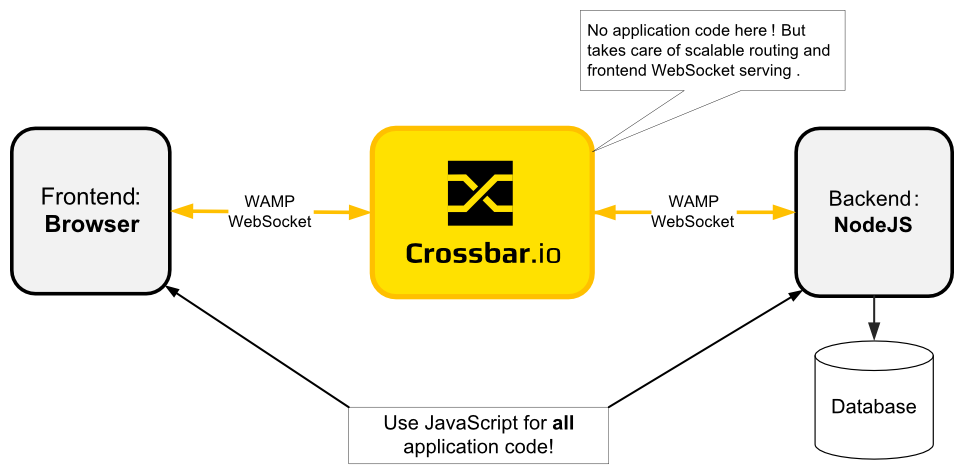 No application code here ! But
takes care of scalable routing and
frontend WebSocket serving .
Frontend:
Browser
WAMP
WebSocket
Crossbar.io
WAMP
WebSocket
Backend:
NodeJS
Use JavaScript for all
application code!
Database